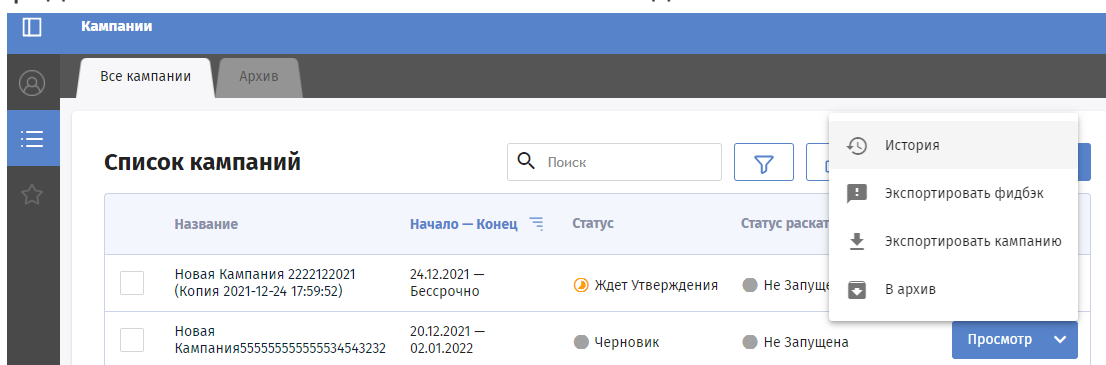 Кампании
Все кампании
Архив
Список кампаний
Поиск
История
Экспортировать фидбэк
Экспортировать кампанию
В архив
Название
Начало — Конец
Статус
Статус раскат
Новая Кампания 2222122021
(Копия 2021-12-24 17:59:52)
24.12.2021 —
Бессрочно
Ждет Утверждения
Не Запуще
Новая
Кампания555555555555534543232
20.12.2021 —
02.01.2022
Черновик
Не Запущена
Просмотр